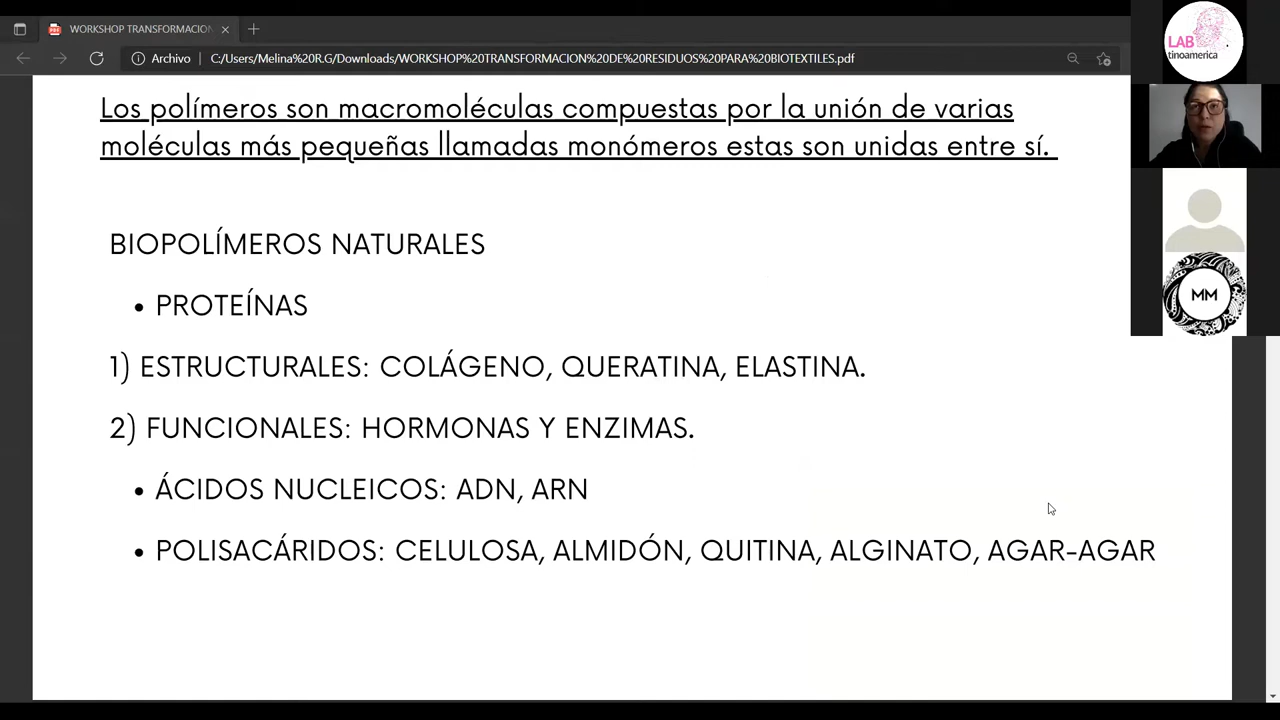 WORKSHOP TRANSFORMACION
Archivo
C:/Users/Melina%20R.G/Downloads/WORKSHOP%20TRANSFORMACION%20DE%20RESIDUOS%20PARA%20BIOTEXTILES.pdf
LAB
tinoamerica
Los polímeros son macromoléculas compuestas por la unión de varias
moléculas más pequeñas llamadas monómeros estas son unidas entre sí.
BIOPOLÍMEROS NATURALES
• PROTEÍNAS
1) ESTRUCTURALES: COLÁGENO, QUERATINA, ELASTINA.
2) FUNCIONALES: HORMONAS Y ENZIMAS.
• ÁCIDOS NUCLEICOS: ADN, ARN
• POLISACÁRIDOS: CELULOSA, ALMIDÓN, QUITINA, ALGINATO, AGAR-AGAR
MM